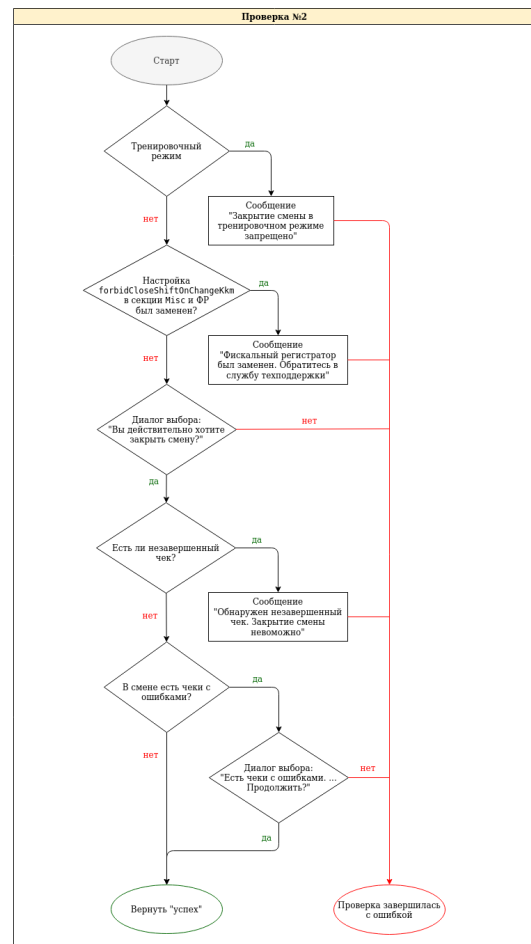 Проверка №2
Старт
Тренировочный
режим
да
нет
Сообщение
"Закрытие смены в
тренировочном режиме
запрещено"
Настройка
forbidCloseShiftOnChangeKkm
в секции Misc и ФР
был заменен?
да
нет
Сообщение
"Фискальный регистратор
был заменен. Обратитесь в
службу техподдержки"
Диалог выбора:
"Вы действительно хотите
закрыть смену?"
нет
да
Есть ли незавершенный
чек?
да
нет
Сообщение
"Обнаружен незавершенный
чек. Закрытие смены
невозможно"
В смене есть чеки с
ошибками?
да
нет
Диалог выбора:
"Есть чеки с ошибками. ...
Продолжить?"
нет
да
Вернуть "успех"
Проверка завершилась
с ошибкой